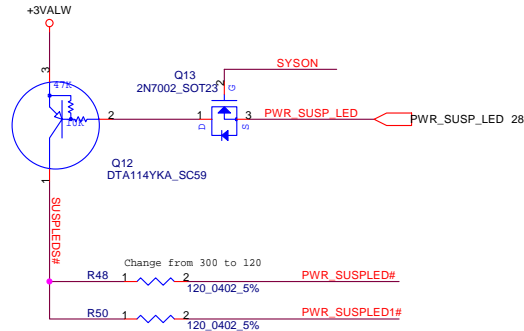 +3VALW
SYSON
Q13
2N7002_SOT23
3
47K
10K
2
G
2
1
D
S
3
PWR_SUSP_LED
PWR_SUSP_LED 28
Q12
DTA114YKA_SC59
1
SUSPLEDS#
Change from 300 to 120
R48
1
2
PWR_SUSPLED#
120_0402_5%
R50
1
2
PWR_SUSPLED1#
120_0402_5%